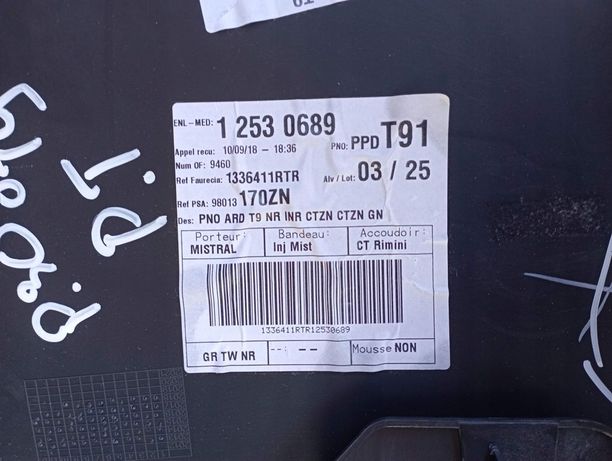 ENL-MED: 1 253 0689
PNO: PPD T91
Appel recu: 10/09/18 - 18:36
Num OF: 9460
Ref Faurecia: 1336411RTR
Alv / Lot: 03 / 25
Ref PSA: 98013 170ZN
Des: PNO ARD T9 NR INR CTZN CTZN GN
Porteur: Bandeau: Accoudoir:
MISTRAL Inj Mist CT Rimini
1336411RTR12530689
GR TW NR --: -- Mousse NON